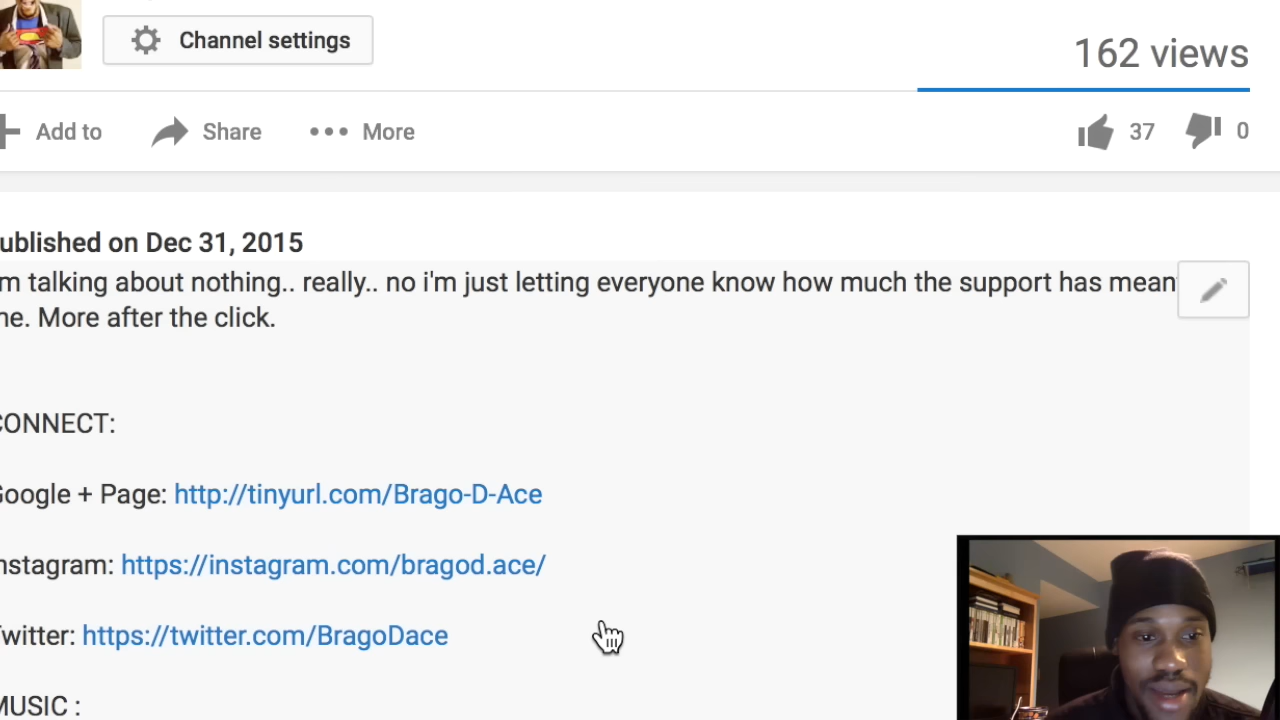 Channel settings
162 views
Add to Share More 37 0
ublished on Dec 31, 2015
m talking about nothing.. really.. no i'm just letting everyone know how much the support has mean
ne. More after the click.
CONNECT:
Google + Page: http://tinyurl.com/Brago-D-Ace
nstagram: https://instagram.com/bragod.ace/
Twitter: https://twitter.com/BragoDace
MUSIC :